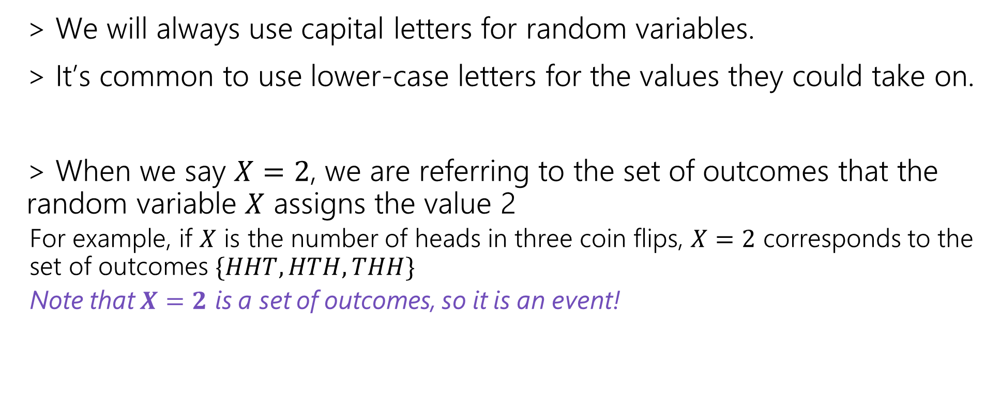 > We will always use capital letters for random variables.
> It’s common to use lower-case letters for the values they could take on.
> When we say X = 2, we are referring to the set of outcomes that the
random variable X assigns the value 2
For example, if X is the number of heads in three coin flips, X = 2 corresponds to the
set of outcomes {HHT, HTH, THH}
Note that X = 2 is a set of outcomes, so it is an event!